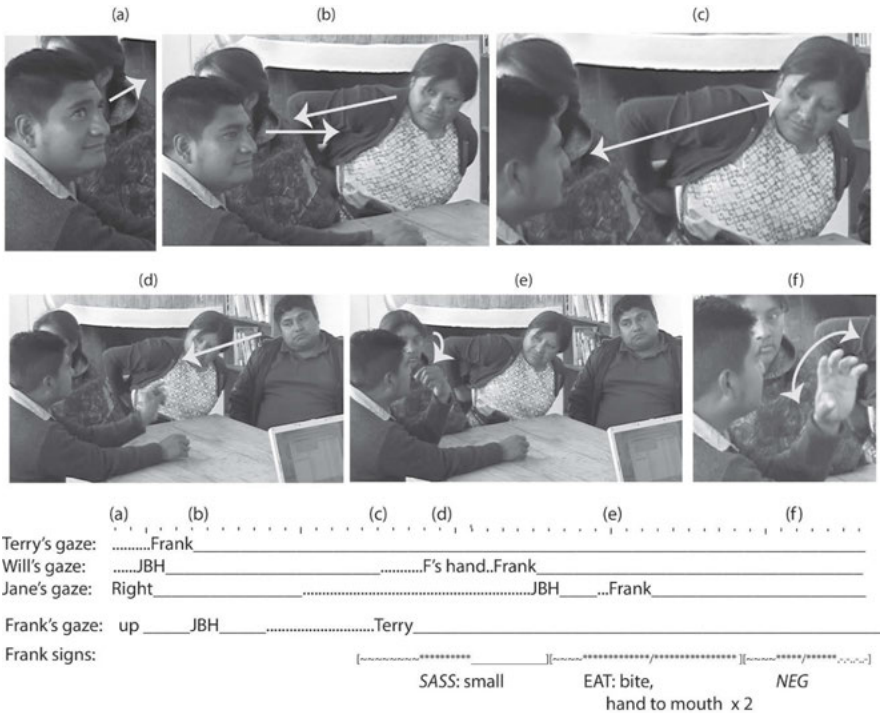 (a) (b) (c)
(d) (e) (f)
(a) (b) (c) (d) (e) (f)
Terry's gaze: ..........Frank
Will's gaze: ......JBH ............F's hand..Frank
Jane's gaze: Right ......................................JBH ...Frank
Frank's gaze: up JBH ............................Terry
Frank signs: [~~~~~~~~********** ][~~~~*************/**************** ][~~~~*****/******.-.-..-..-]
SASS: small EAT: bite, NEG
hand to mouth x 2